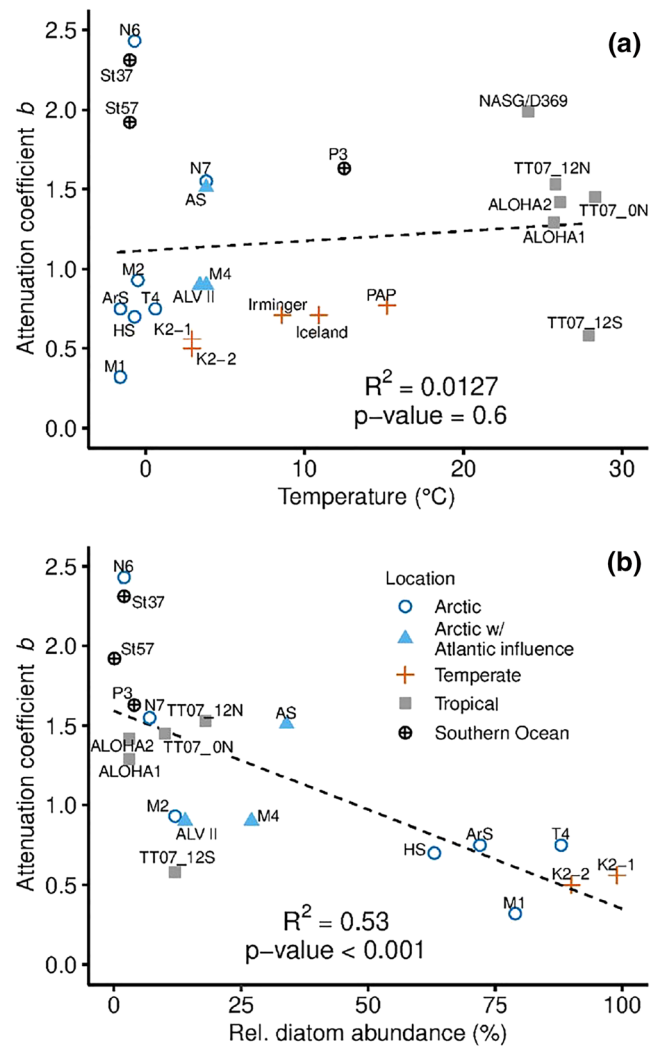 (a)
Attenuation coefficient b
2.5
2.0
1.5
1.0
0.5
0.0
N6
St37
St57
N7
AS
P3
NASG/D369
TT07_12N
ALOHA2
TT07_0N
ALOHA1
M2
M4
ArS
T4
ALV II
HS
K2−1
K2−2
Irminger
Iceland
PAP
TT07_12S
M1
R² = 0.0127
p−value = 0.6
0
10
20
30
Temperature (°C)
(b)
Attenuation coefficient b
2.5
2.0
1.5
1.0
0.5
0.0
N6
St37
St57
P3
N7
TT07_12N
AS
ALOHA2
TT07_0N
ALOHA1
M2
ALV II
M4
TT07_12S
HS
ArS
T4
K2−2
K2−1
M1
Location
Arctic
Arctic w/
Atlantic influence
Temperate
Tropical
Southern Ocean
R² = 0.53
p−value < 0.001
0
25
50
75
100
Rel. diatom abundance (%)